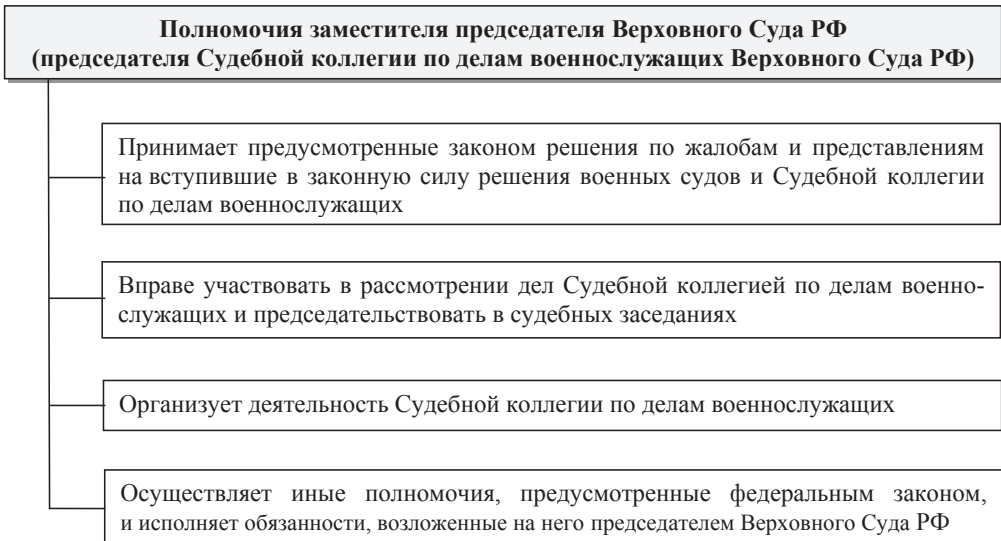 Полномочия заместителя председателя Верховного Суда РФ
(председателя Судебной коллегии по делам военнослужащих Верховного Суда РФ)
Принимает предусмотренные законом решения по жалобам и представлениям
на вступившие в законную силу решения военных судов и Судебной коллегии
по делам военнослужащих
Вправе участвовать в рассмотрении дел Судебной коллегией по делам военно-
служащих и председательствовать в судебных заседаниях
Организует деятельность Судебной коллегии по делам военнослужащих
Осуществляет иные полномочия, предусмотренные федеральным законом,
и исполняет обязанности, возложенные на него председателем Верховного Суда РФ